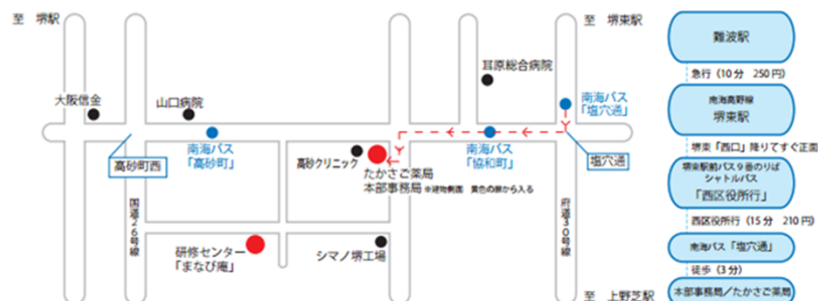 至 堺駅
至 堺東駅
耳原総合病院
大阪信金
山口病院
南海バス
「塩穴通」
南海バス
「高砂町」
高砂町西
高砂クリニック
南海バス
「協和町」
塩穴通
たかさご薬局
本部事務局 ※建物側面 黄色の扉から入る
国道26号線
府道30号線
研修センター
「まなび庵」
シマノ堺工場
至 上野芝駅
難波駅
急行（10分 250円）
南海高野線
堺東駅
堺東「西口」降りてすぐ正面
堺東駅前バス9番のりば
シャトルバス
「西区役所行」
西区役所行（15分 210円）
南海バス「塩穴通」
徒歩（3分）
本部事務局／たかさご薬局